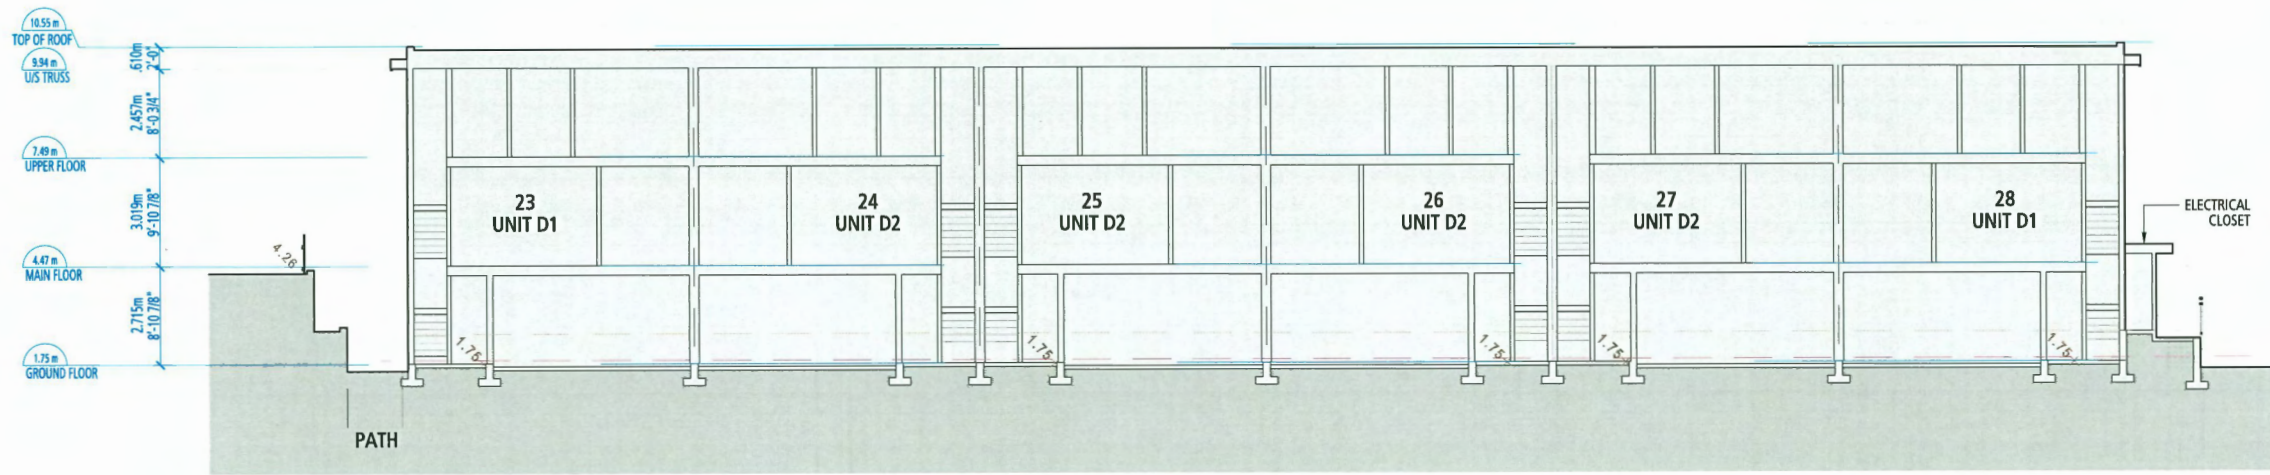 10.55 m
TOP OF ROOF
9.94 m
U/S TRUSS
.610m
2'-0"
2.457m
8'-0 3/4"
7.49 m
UPPER FLOOR
3.019m
9'-10 7/8"
4.47 m
MAIN FLOOR
2.715m
8'-10 7/8"
1.75 m
GROUND FLOOR
4.26
PATH
23
UNIT D1
24
UNIT D2
25
UNIT D2
26
UNIT D2
27
UNIT D2
28
UNIT D1
ELECTRICAL
CLOSET
1.75
1.75
1.75
1.75
1.75